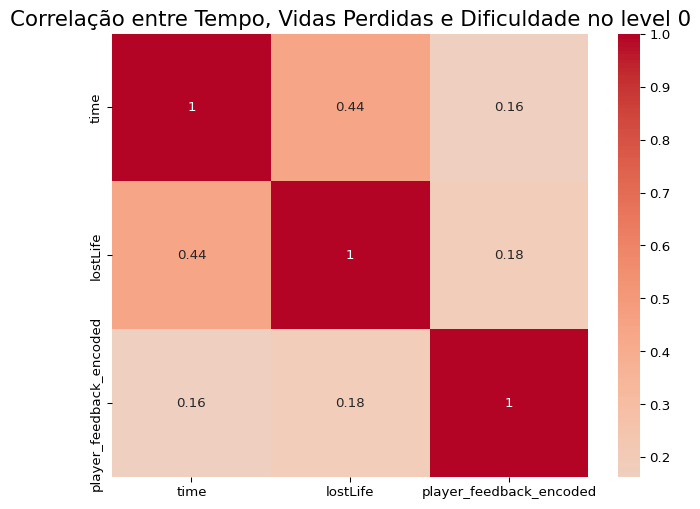 Correlação entre Tempo, Vidas Perdidas e Dificuldade no level 0
time
1
0.44
0.16
lostLife
0.44
1
0.18
player_feedback_encoded
0.16
0.18
1
time
lostLife
player_feedback_encoded
1.0
0.9
0.8
0.7
0.6
0.5
0.4
0.3
0.2